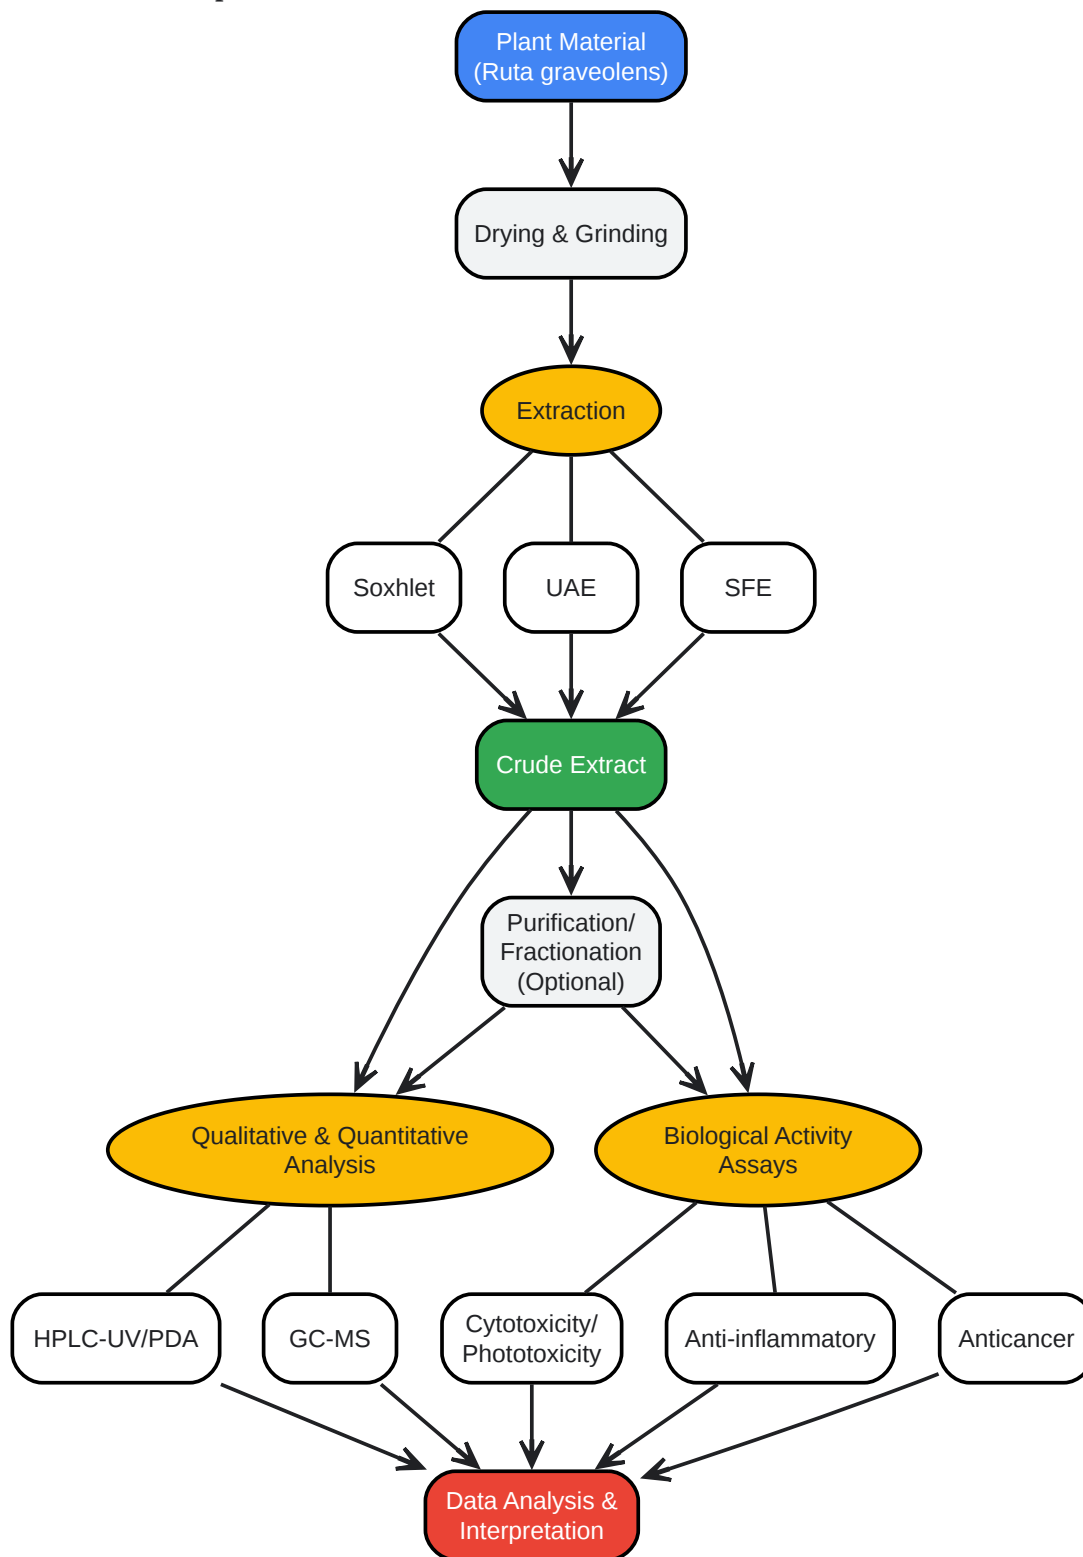 Plant Material
(Ruta graveolens)
Drying & Grinding
Extraction
Soxhlet
UAE
SFE
Crude Extract
Purification/
Fractionation
(Optional)
Qualitative & Quantitative
Analysis
Biological Activity
Assays
HPLC-UV/PDA
GC-MS
Cytotoxicity/
Phototoxicity
Anti-inflammatory
Anticancer
Data Analysis &
Interpretation